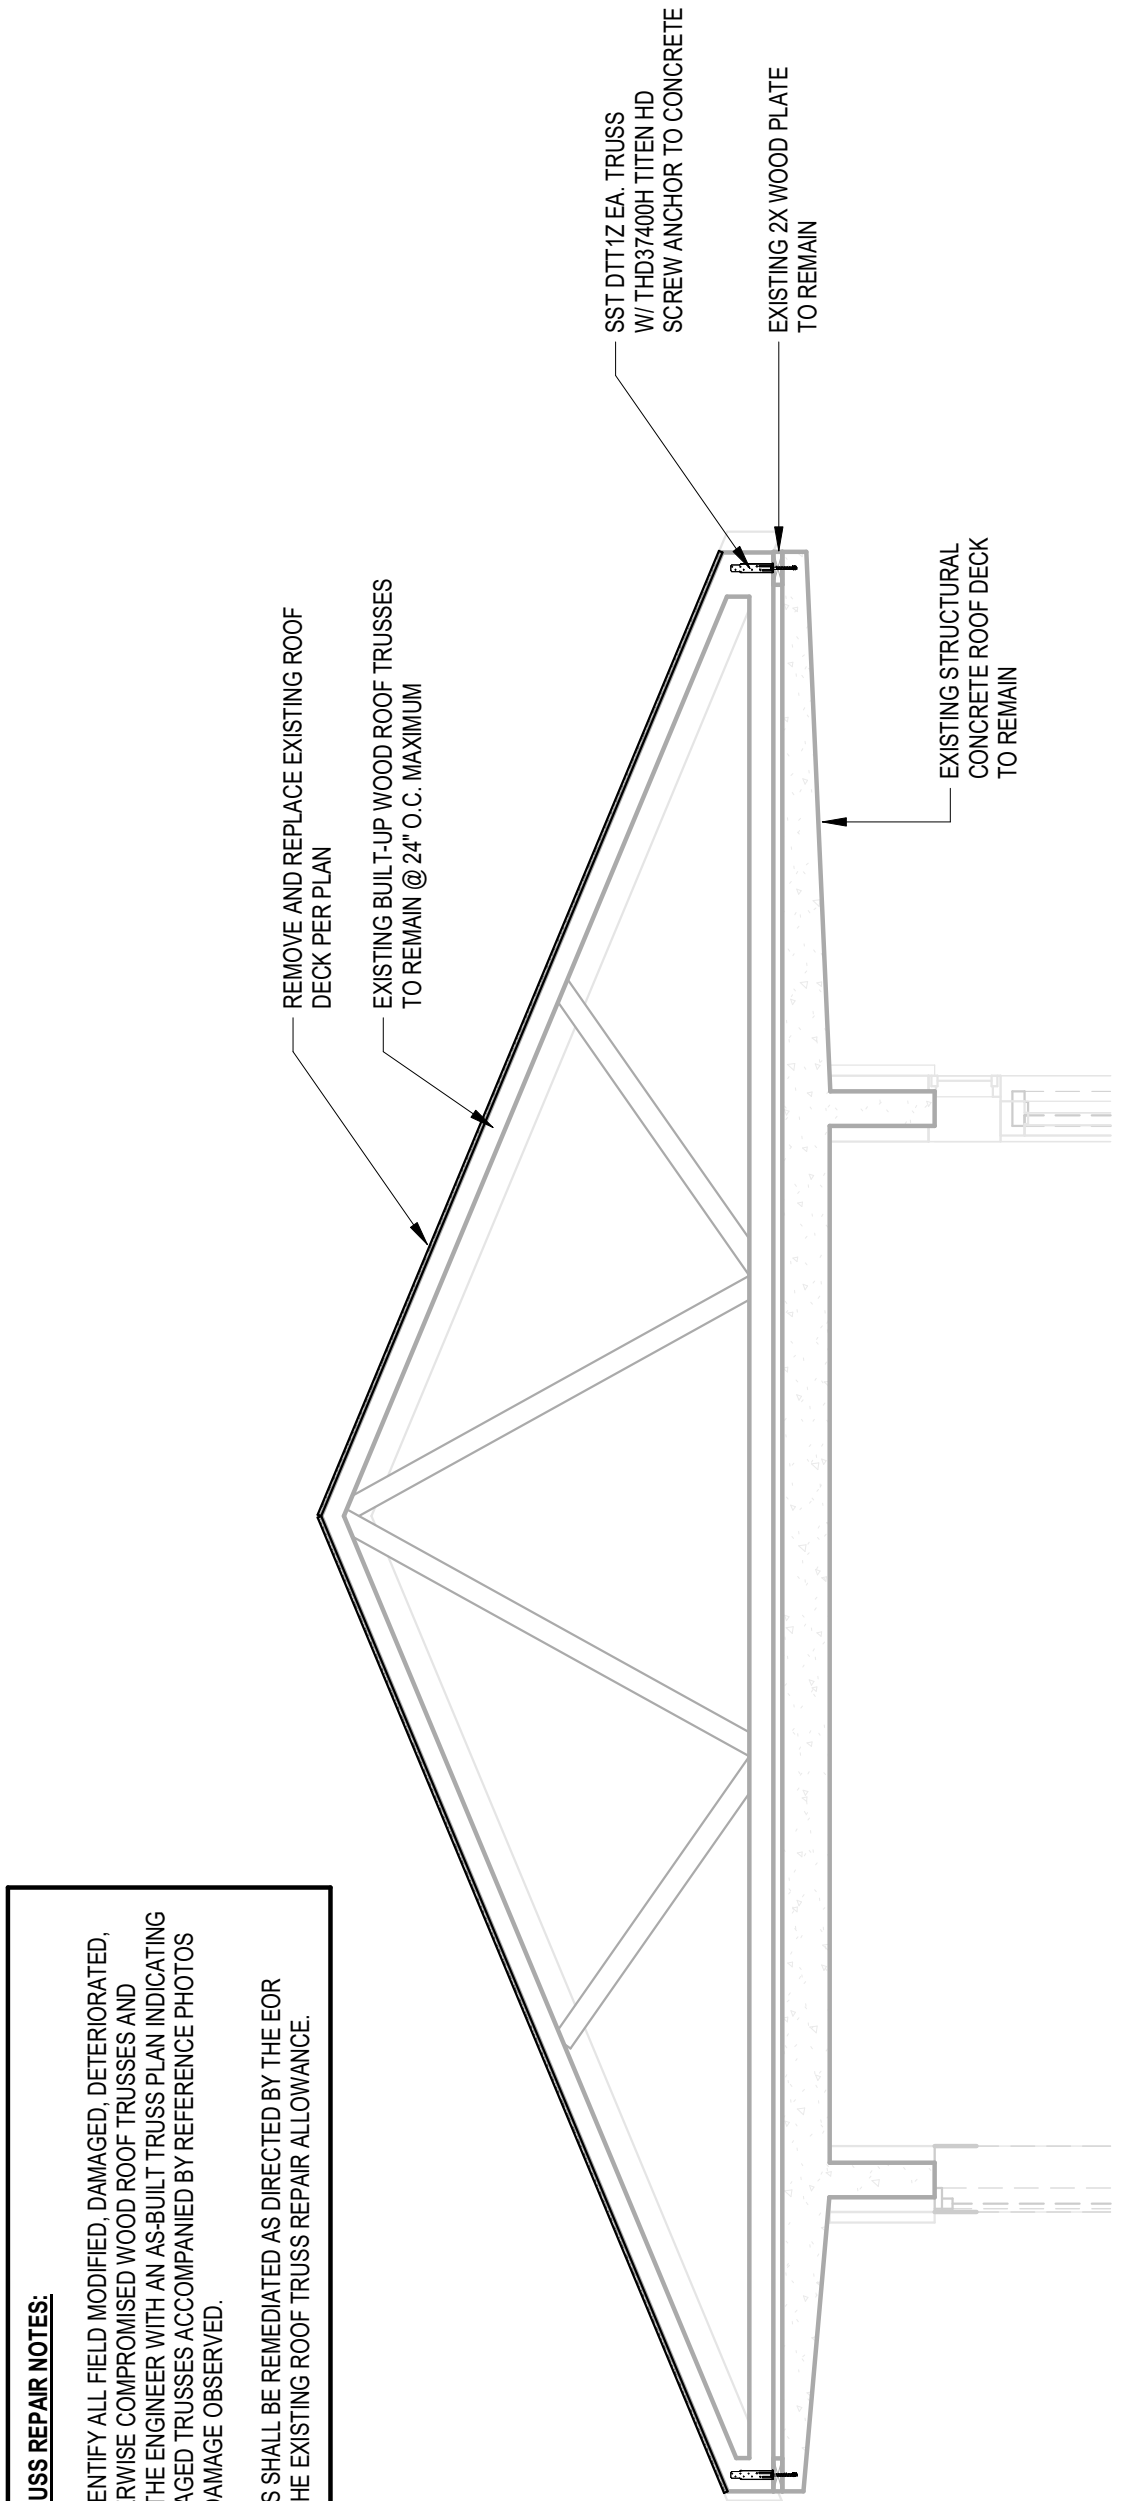 USS REPAIR NOTES:
ENTIFY ALL FIELD MODIFIED, DAMAGED, DETERIORATED,
ERWISE COMPROMISED WOOD ROOF TRUSSES AND
THE ENGINEER WITH AN AS-BUILT TRUSS PLAN INDICATING
AGED TRUSSES ACCOMPANIED BY REFERENCE PHOTOS
DAMAGE OBSERVED.
S SHALL BE REMEDIATED AS DIRECTED BY THE EOR
HE EXISTING ROOF TRUSS REPAIR ALLOWANCE.
REMOVE AND REPLACE EXISTING ROOF
DECK PER PLAN
EXISTING BUILT-UP WOOD ROOF TRUSSES
TO REMAIN @ 24" O.C. MAXIMUM
SST DTT1Z EA. TRUSS
W/ THD37400H TITEN HD
SCREW ANCHOR TO CONCRETE
EXISTING 2X WOOD PLATE
TO REMAIN
EXISTING STRUCTURAL
CONCRETE ROOF DECK
TO REMAIN